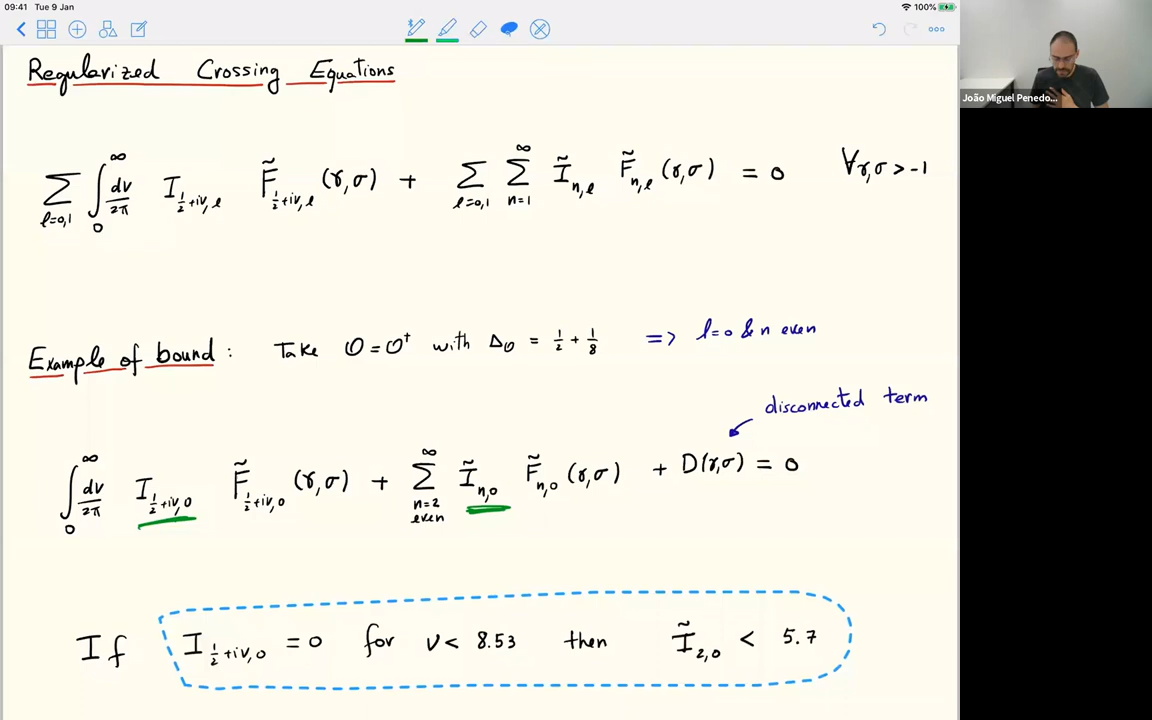 09:41 Tue 9 Jan
100%
João Miguel Penedo...
Regularized Crossing Equations
∑_{ℓ=0,1} ∫_0^∞ dν/2π I_{½+iν,ℓ} F̃_{½+iν,ℓ}(γ,σ) + ∑_{ℓ=0,1} ∑_{n=1}^∞ Ĩ_{n,ℓ} F̃_{n,ℓ}(γ,σ) = 0 ∀γ,σ > -1
Example of bound : Take O = O⁺ with Δ_O = ½ + ⅛ => l=0 & n even
disconnected term
∫_0^∞ dν/2π I_{½+iν,0} F̃_{½+iν,0}(γ,σ) + ∑_{n=2 even}^∞ Ĩ_{n,0} F̃_{n,0}(γ,σ) + D(γ,σ) = 0
If I_{½+iν,0} = 0 for ν < 8.53 then Ĩ_{2,0} < 5.7